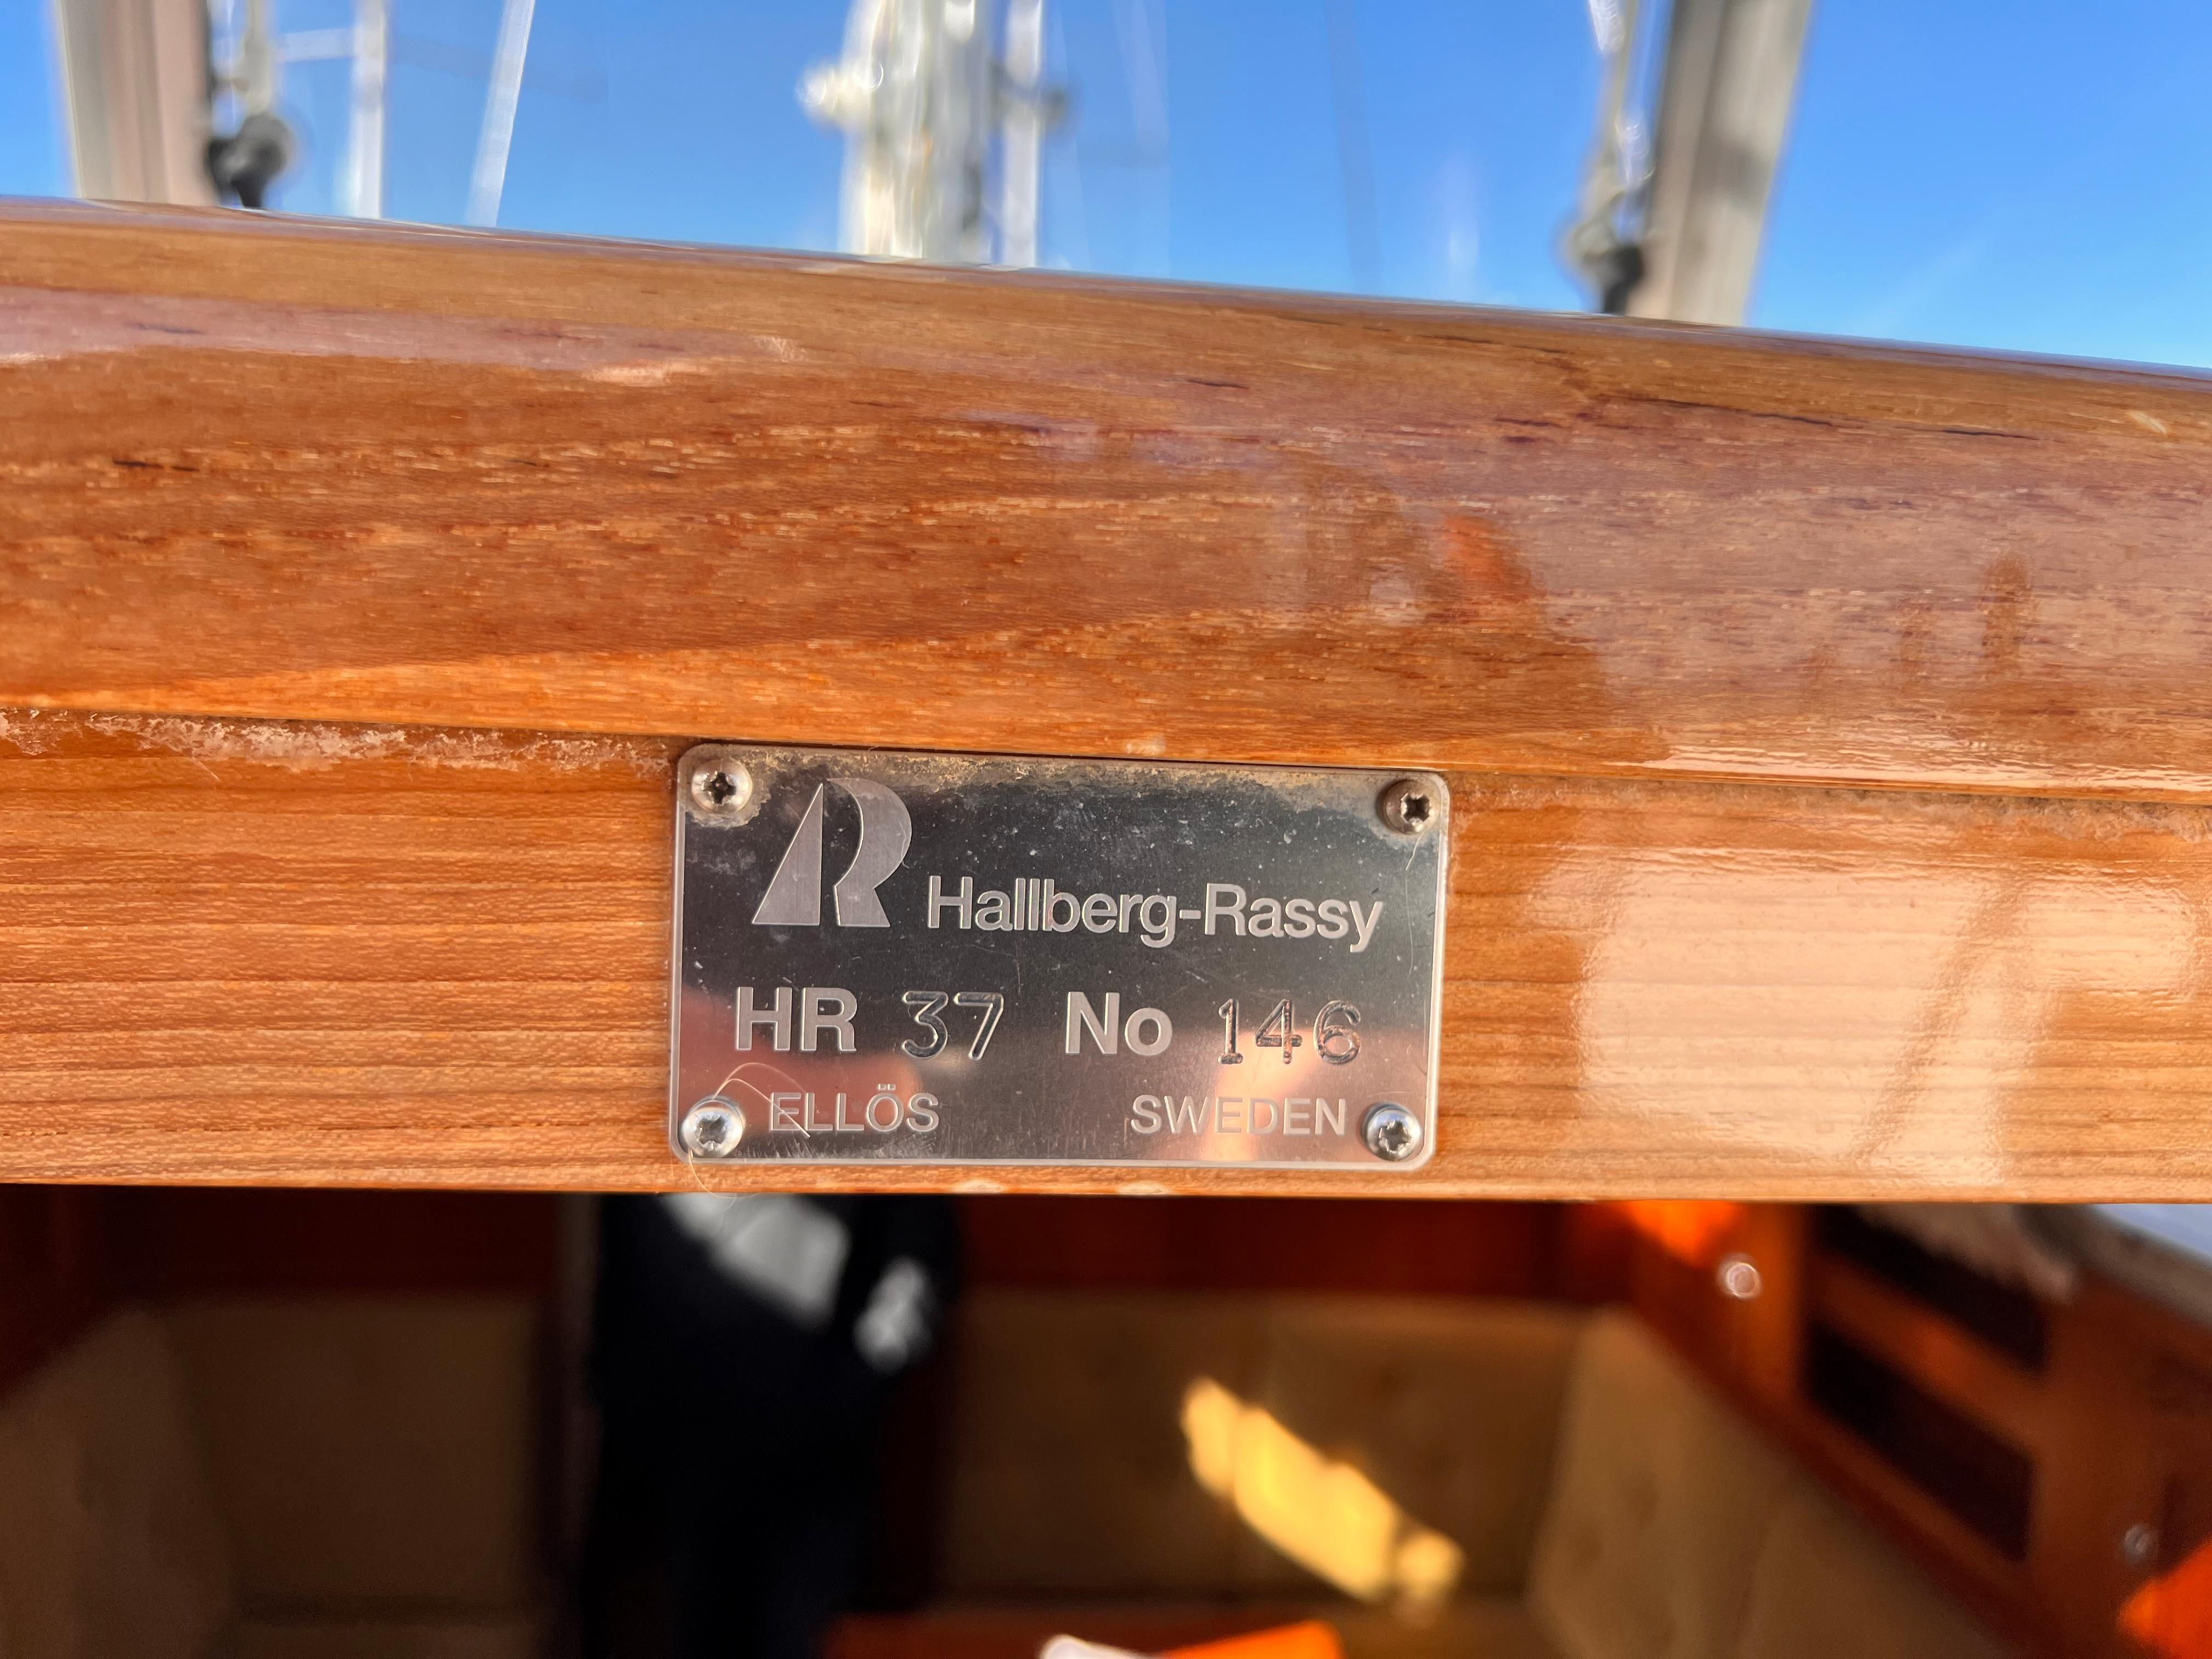 R Hallberg-Rassy
HR 37 No 146
ELLÖS SWEDEN